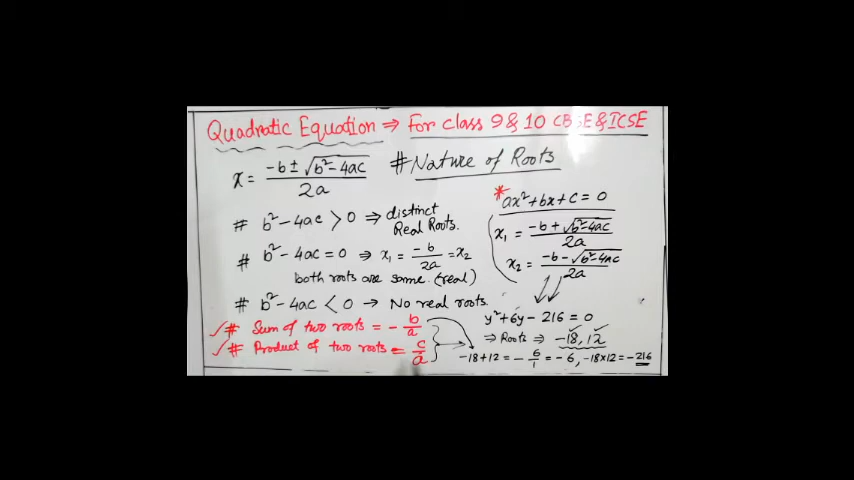 Quadratic Equation ⇒ For class 9 & 10 CBSE & ICSE
x = (-b ± √(b²-4ac)) / 2a
# Nature of Roots
# b²-4ac > 0 ⇒ distinct
Real Roots.
# b²-4ac = 0 ⇒ x₁ = -b/2a = x₂
both roots are same. (real)
# b²-4ac < 0 → No real roots.
✓ # Sum of two roots = - b/a
✓ # Product of two roots = c/a
* ax²+bx+c = 0
x₁ = (-b + √(b²-4ac)) / 2a
x₂ = (-b - √(b²-4ac)) / 2a
y²+6y-216 = 0
⇒ Roots ⇒ -18, 12
-18+12 = - 6/1 = -6, -18×12 = -216